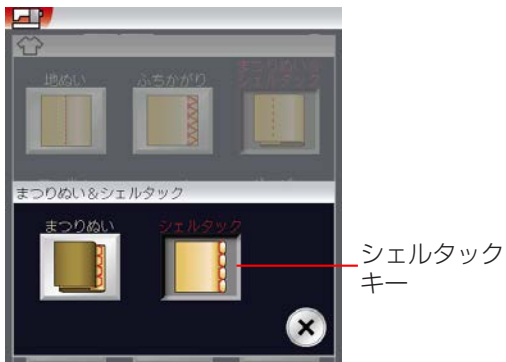 地ぬい
ふちかがり
まつりぬい&
シェルタック
まつりぬい&シェルタック
まつりぬい
シェルタック
シェルタック
キー